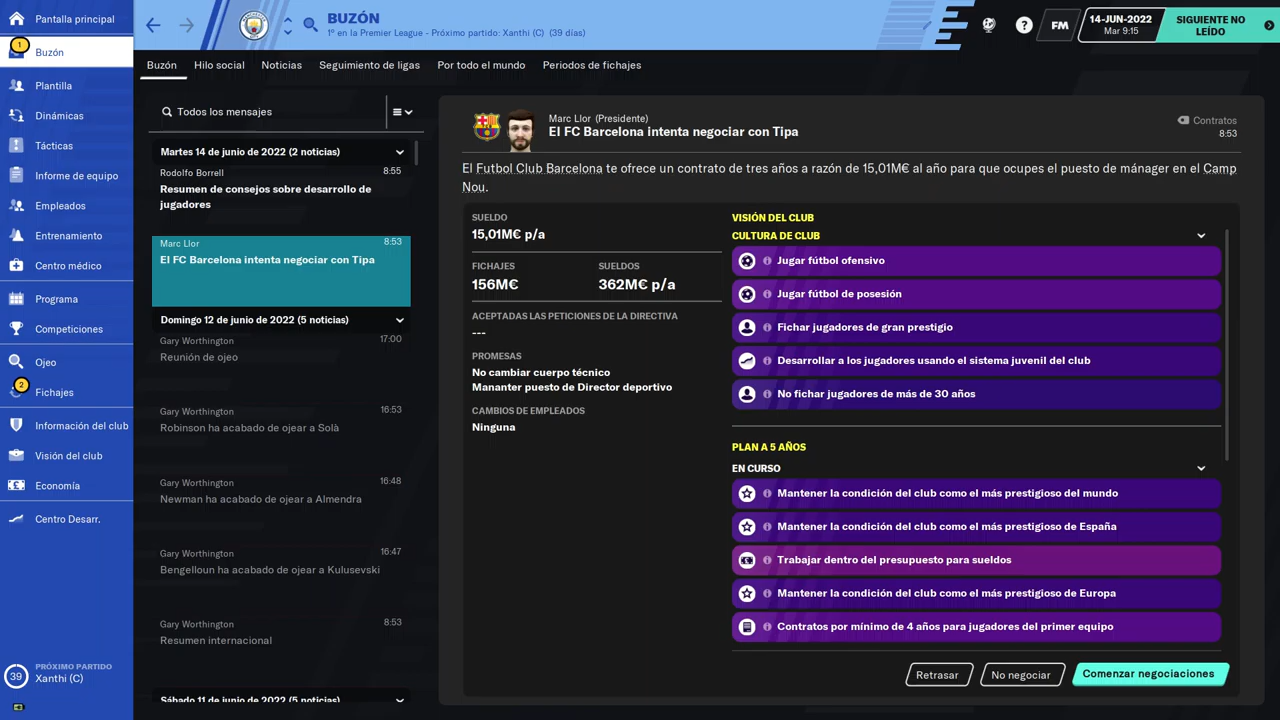 Pantalla principal
1
Buzón
Plantilla
Dinámicas
Tácticas
Informe de equipo
Empleados
Entrenamiento
Centro médico
Programa
Competiciones
Ojeo
2
Fichajes
Información del club
Visión del club
Economía
Centro Desarr.
39
PRÓXIMO PARTIDO
Xanthi (C)
BUZÓN
1º en la Premier League - Próximo partido: Xanthi (C) (39 días)
?
FM
14-JUN-2022
Mar 9:15
SIGUIENTE NO
LEÍDO
Buzón
Hilo social
Noticias
Seguimiento de ligas
Por todo el mundo
Periodos de fichajes
Todos los mensajes
Martes 14 de junio de 2022 (2 noticias)
Rodolfo Borrell
8:55
Resumen de consejos sobre desarrollo de
jugadores
Marc Llor
8:53
El FC Barcelona intenta negociar con Tipa
Domingo 12 de junio de 2022 (5 noticias)
Gary Worthington
17:00
Reunión de ojeo
Gary Worthington
16:53
Robinson ha acabado de ojear a Solà
Gary Worthington
16:48
Newman ha acabado de ojear a Almendra
Gary Worthington
16:47
Bengelloun ha acabado de ojear a Kulusevski
Gary Worthington
8:53
Resumen internacional
Sábado 11 de junio de 2022 (5 noticias)
Marc Llor (Presidente)
El FC Barcelona intenta negociar con Tipa
Contratos
8:53
El Futbol Club Barcelona te ofrece un contrato de tres años a razón de 15,01M€ al año para que ocupes el puesto de mánager en el Camp
Nou.
SUELDO
15,01M€ p/a
FICHAJES
SUELDOS
156M€
362M€ p/a
ACEPTADAS LAS PETICIONES DE LA DIRECTIVA
---
PROMESAS
No cambiar cuerpo técnico
Mananter puesto de Director deportivo
CAMBIOS DE EMPLEADOS
Ninguna
VISIÓN DEL CLUB
CULTURA DE CLUB
Jugar fútbol ofensivo
Jugar fútbol de posesión
Fichar jugadores de gran prestigio
Desarrollar a los jugadores usando el sistema juvenil del club
No fichar jugadores de más de 30 años
PLAN A 5 AÑOS
EN CURSO
Mantener la condición del club como el más prestigioso del mundo
Mantener la condición del club como el más prestigioso de España
Trabajar dentro del presupuesto para sueldos
Mantener la condición del club como el más prestigioso de Europa
Contratos por mínimo de 4 años para jugadores del primer equipo
Retrasar
No negociar
Comenzar negociaciones